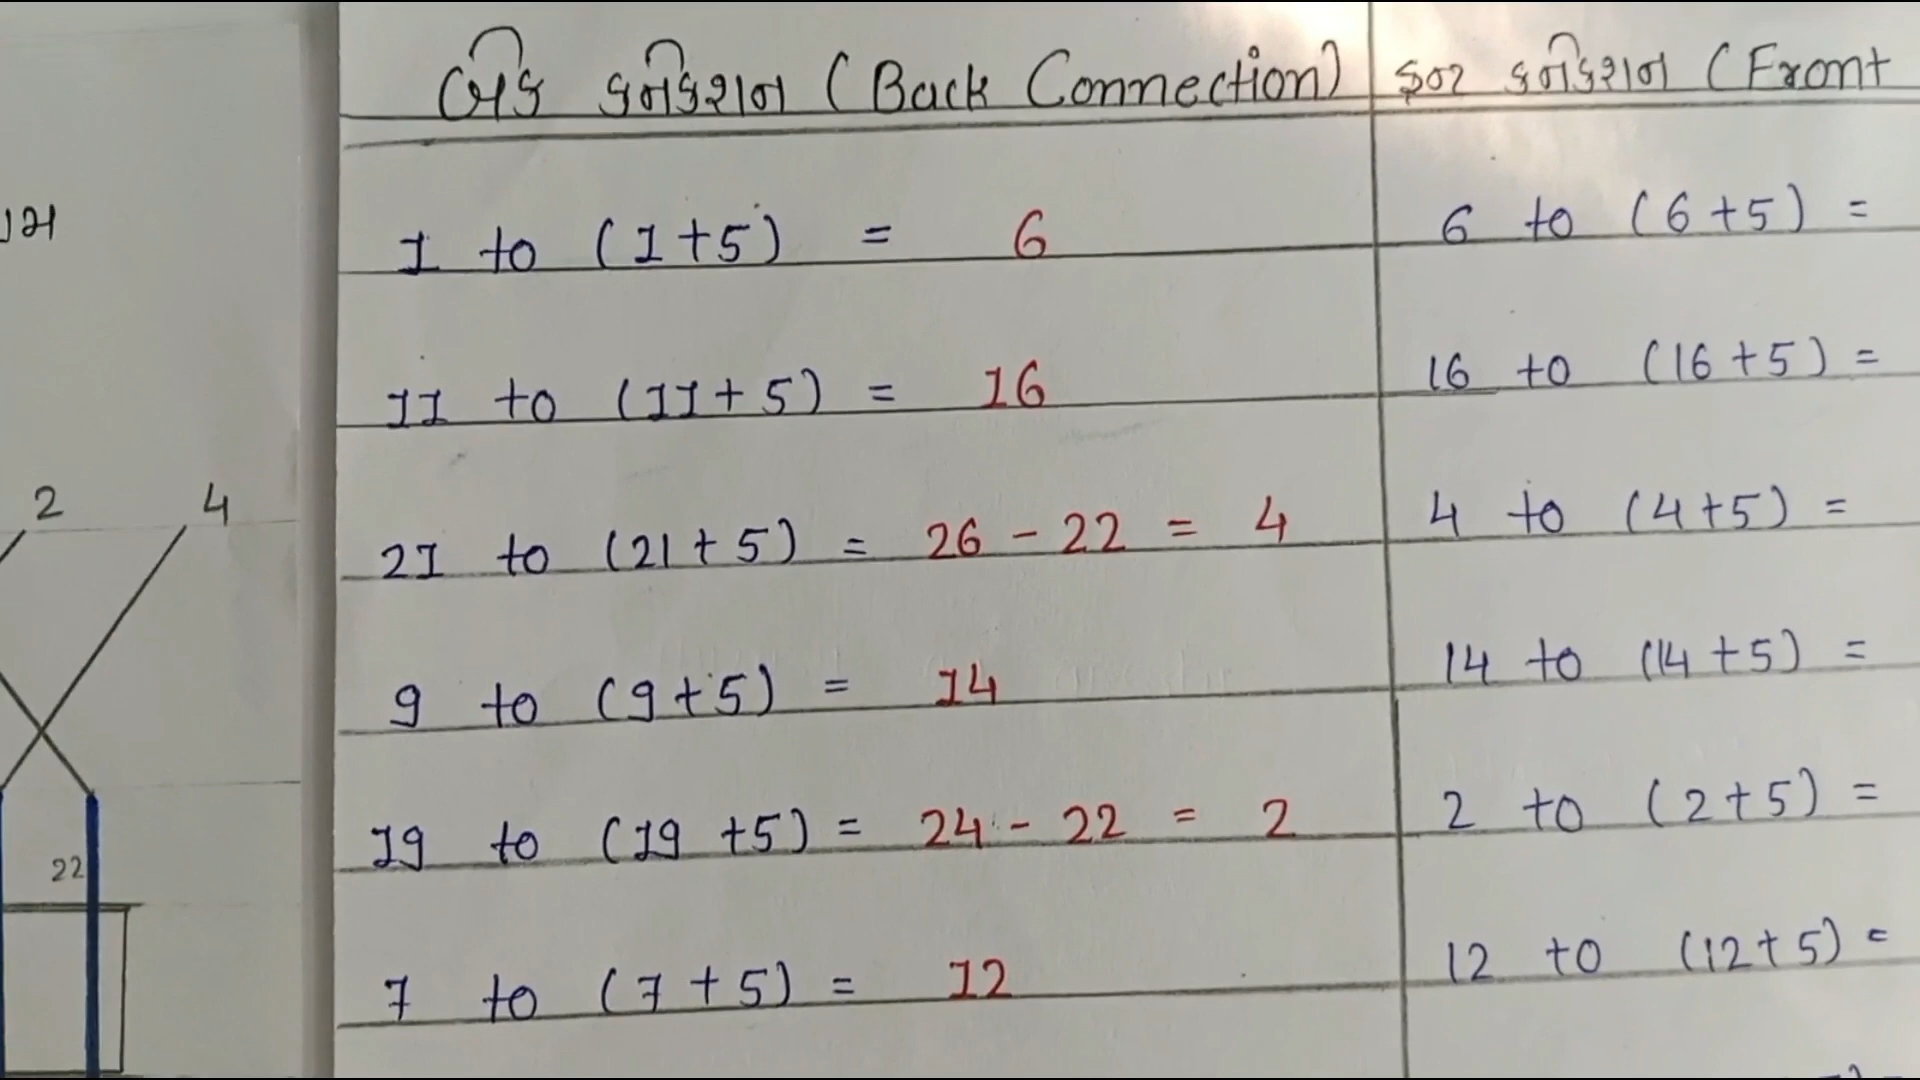 બેક કનેકશન (Back Connection) ફ્રન્ટ કનેકશન (Front
1 to (1+5) = 6 6 to (6+5) =
11 to (11+5) = 16 16 to (16+5) =
21 to (21+5) = 26 - 22 = 4 4 to (4+5) =
9 to (9+5) = 14 14 to (14+5) =
19 to (19+5) = 24 - 22 = 2 2 to (2+5) =
7 to (7+5) = 12 12 to (12+5) =
2 4
22